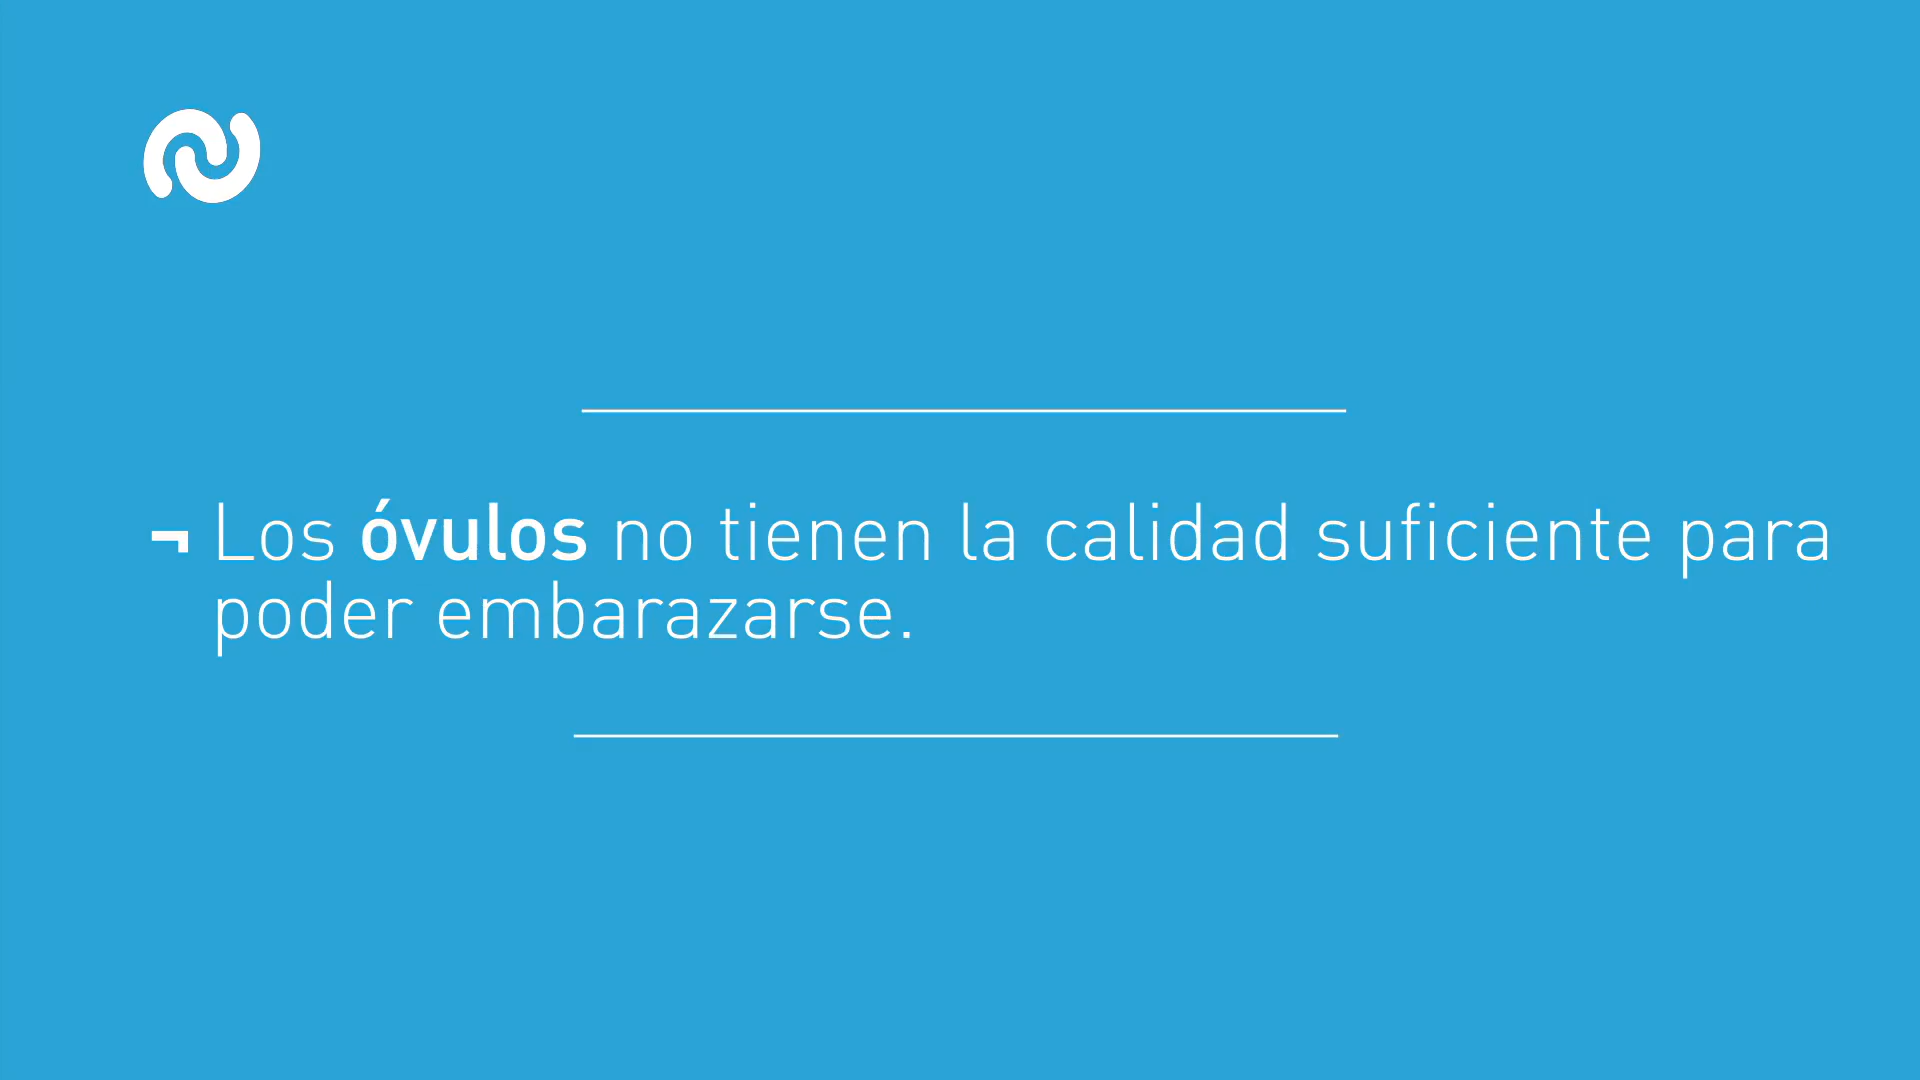 ¬ Los óvulos no tienen la calidad suficiente para
poder embarazarse.